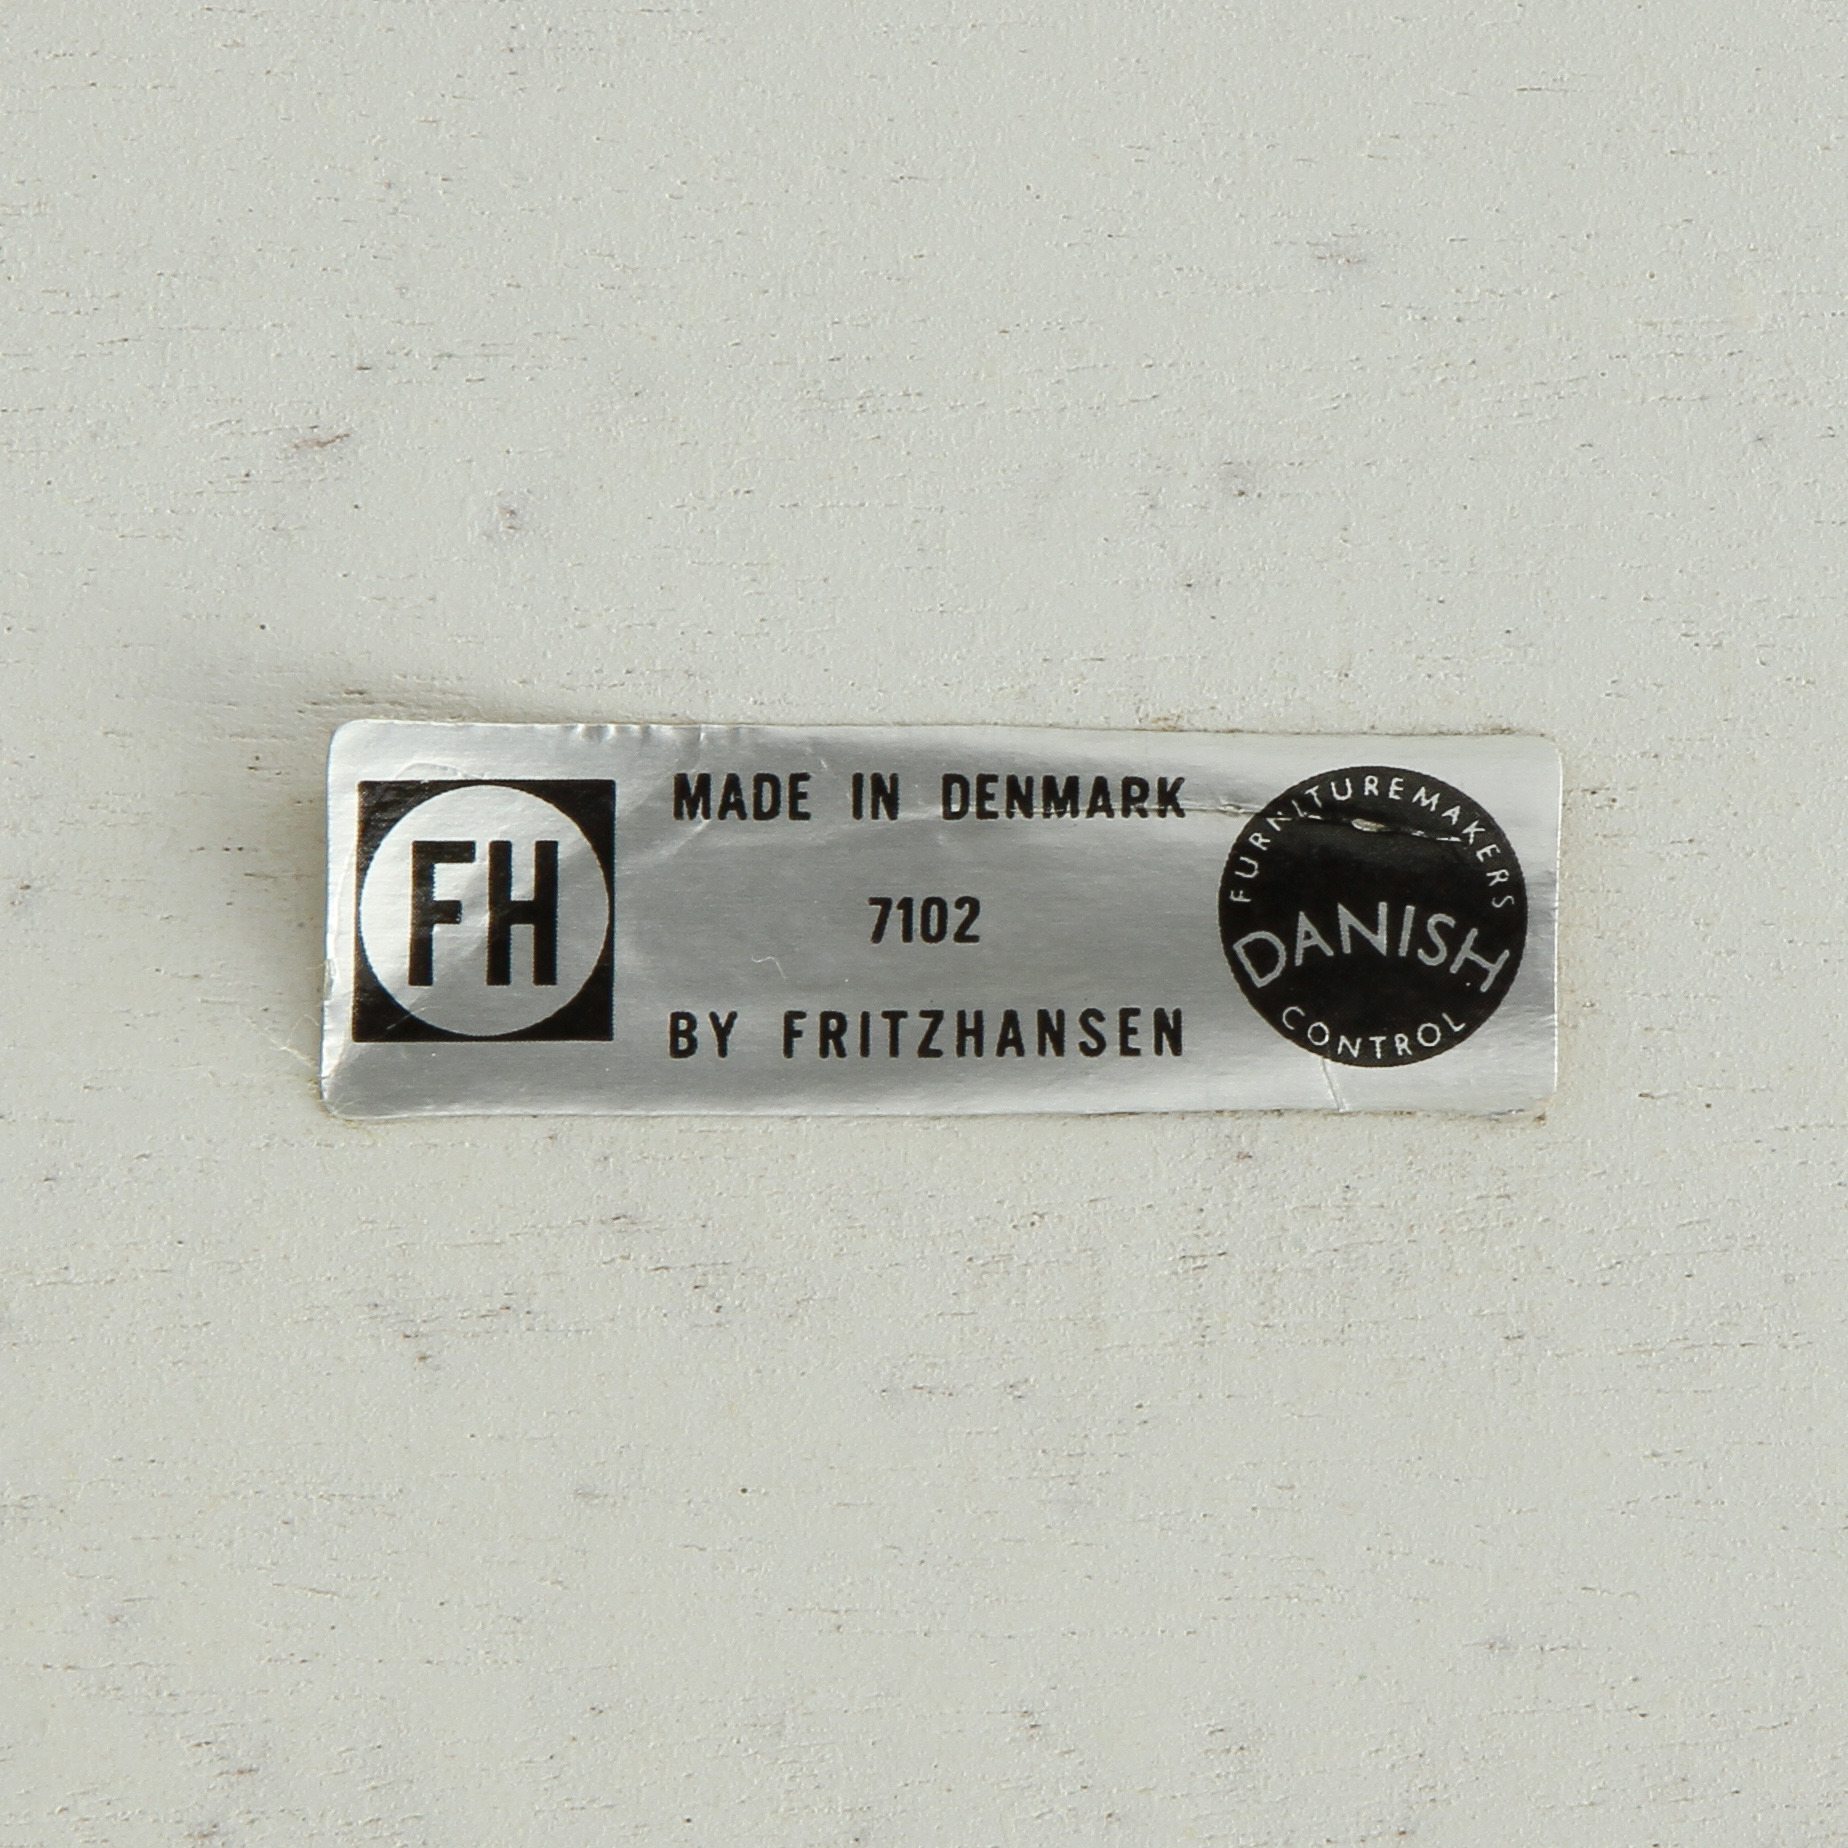 FH
MADE IN DENMARK
7102
BY FRITZHANSEN
FURNITUREMAKERS
DANISH
CONTROL